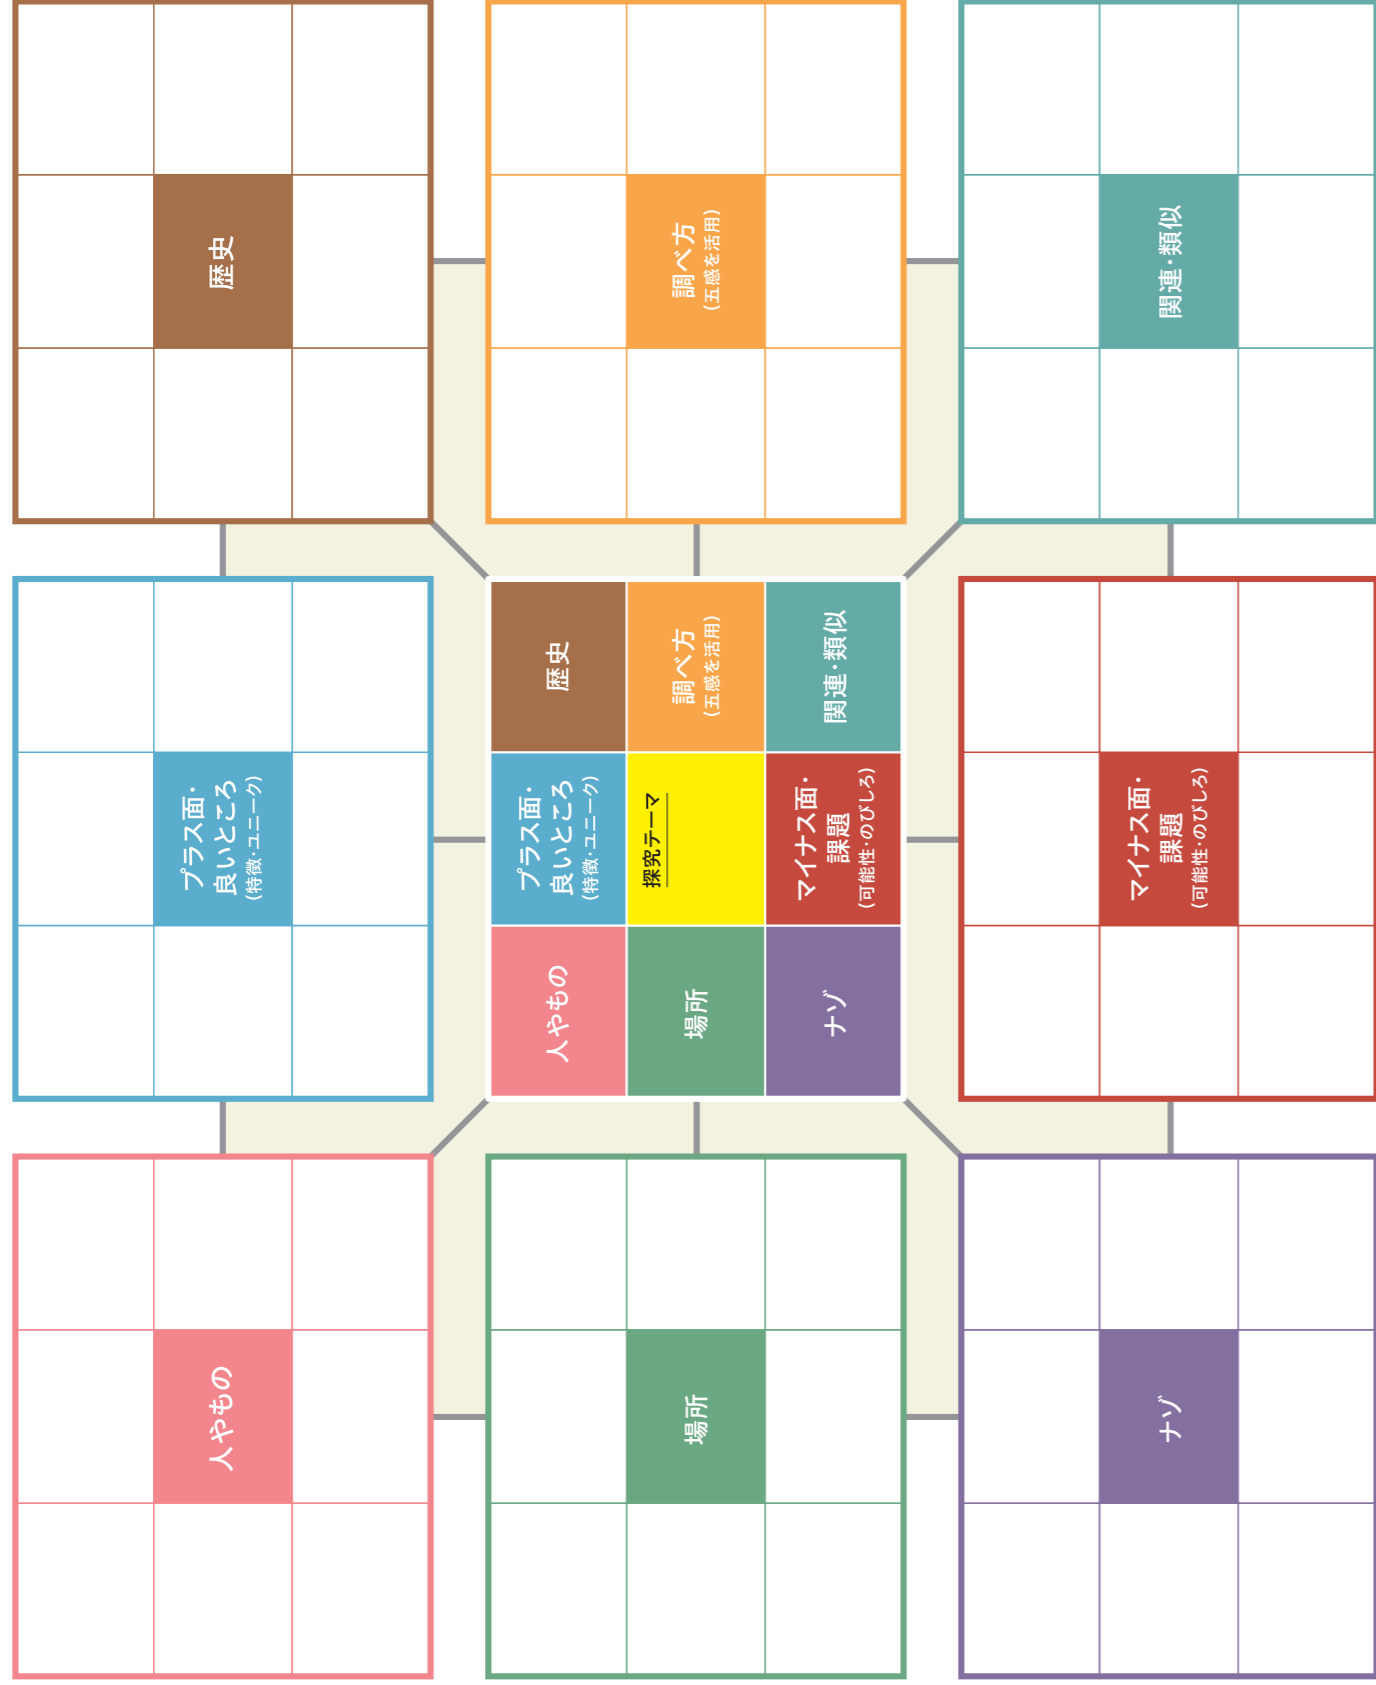 人やもの
プラス面・
良いところ
(特徴・ユニーク)
歴史
場所
人やもの
プラス面・
良いところ
(特徴・ユニーク)
歴史
場所
探究テーマ
調べ方
(五感を活用)
ナゾ
マイナス面・
課題
(可能性・のびしろ)
関連・類似
調べ方
(五感を活用)
ナゾ
マイナス面・
課題
(可能性・のびしろ)
関連・類似